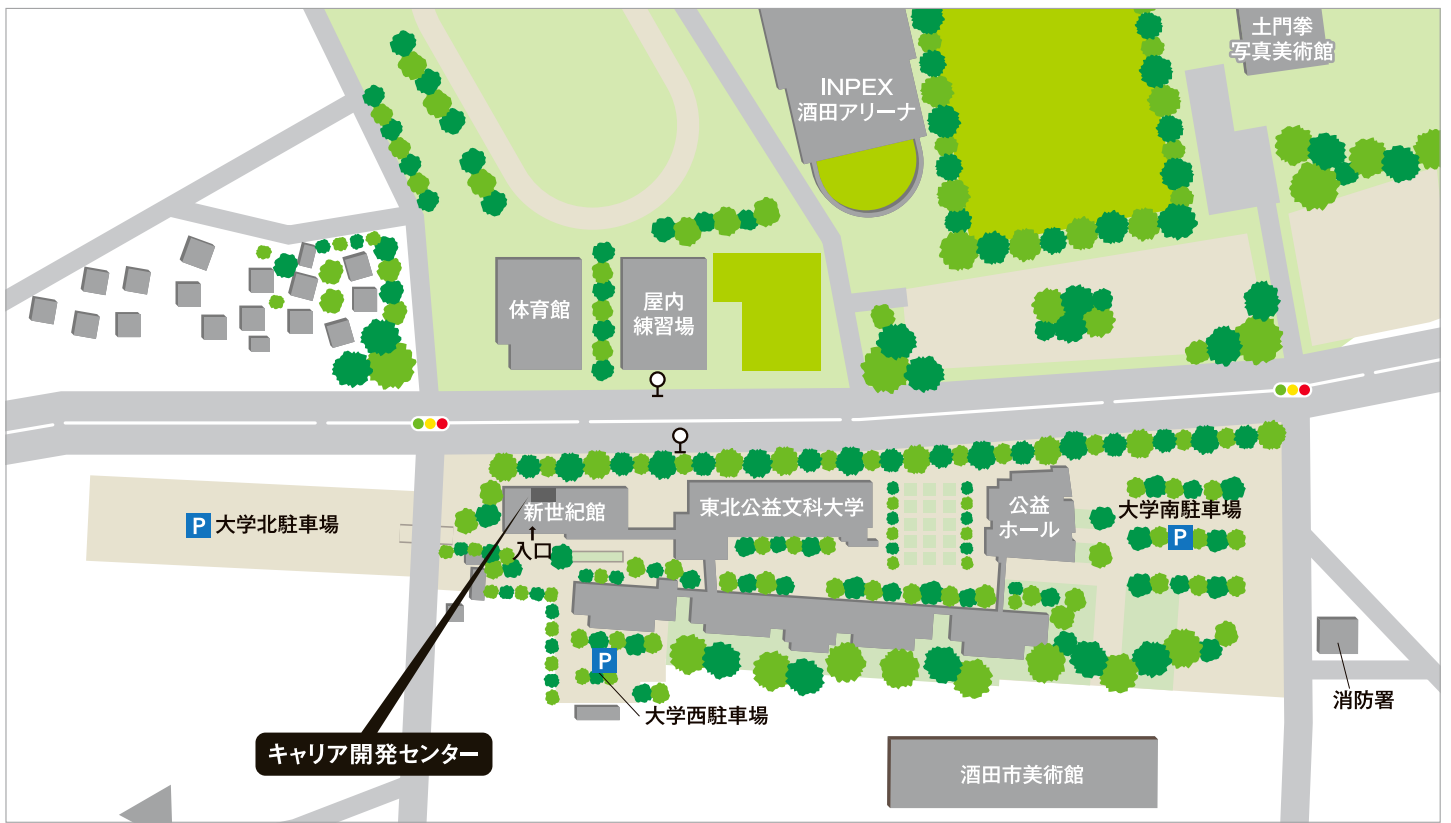 土門拳
写真美術館
INPEX
酒田アリーナ
体育館
屋内
練習場
P 大学北駐車場
新世紀館
入口
東北公益文科大学
公益
ホール
大学南駐車場
P
P
大学西駐車場
消防署
キャリア開発センター
酒田市美術館